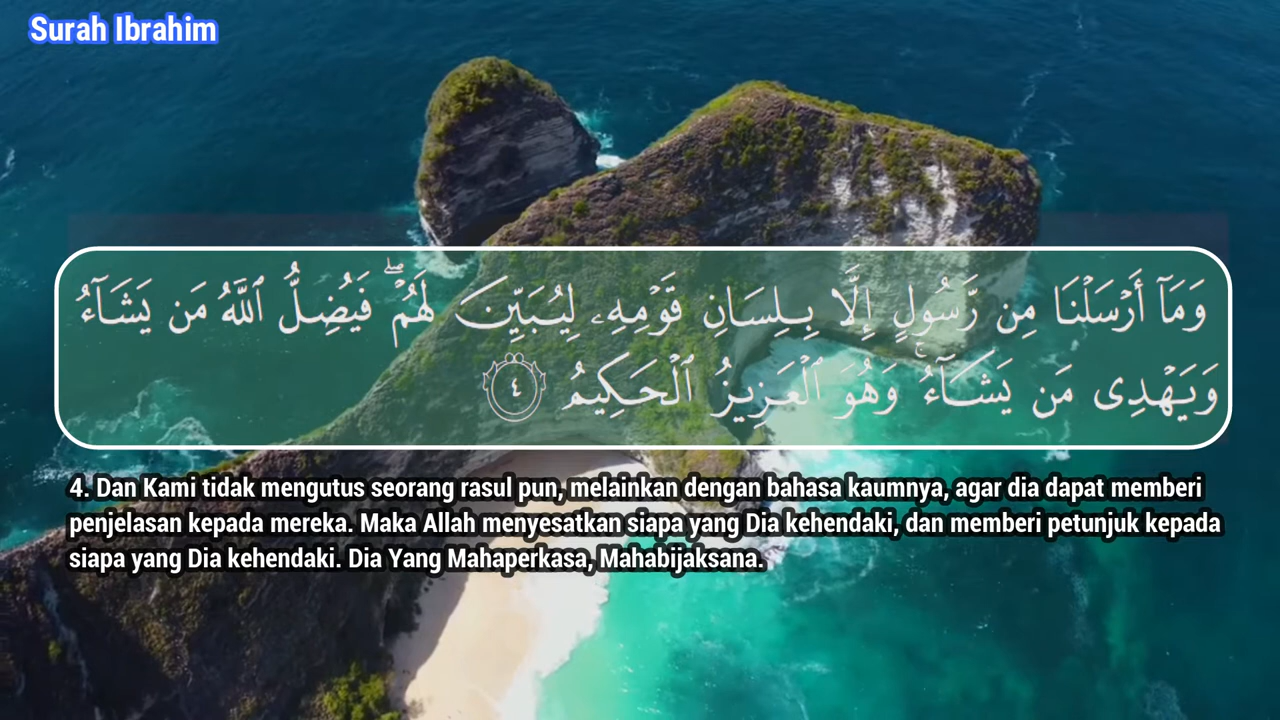 Surah Ibrahim
وَمَآ أَرۡسَلۡنَا مِن رَّسُولٍ إِلَّا بِلِسَانِ قَوۡمِهِۦ لِيُبَيِّنَ لَهُمۡۖ فَيُضِلُّ ٱللَّهُ مَن يَشَآءُ
وَيَهۡدِى مَن يَشَآءُۚ وَهُوَ ٱلۡعَزِيزُ ٱلۡحَكِيمُ ٤
4. Dan Kami tidak mengutus seorang rasul pun, melainkan dengan bahasa kaumnya, agar dia dapat memberi
penjelasan kepada mereka. Maka Allah menyesatkan siapa yang Dia kehendaki, dan memberi petunjuk kepada
siapa yang Dia kehendaki. Dia Yang Mahaperkasa, Mahabijaksana.